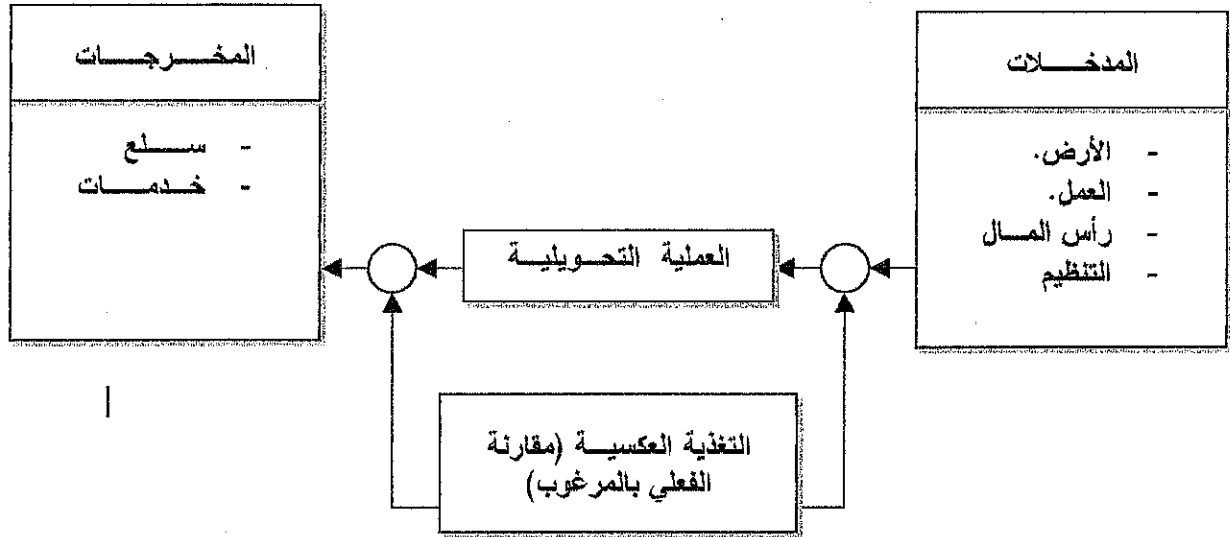 المدخلات
- الأرض.
- العمل.
- رأس المال
- التنظيم
العملية التحويلية
المخرجات
- سلع
- خدمات
التغذية العكسية (مقارنة
الفعلي بالمرغوب)